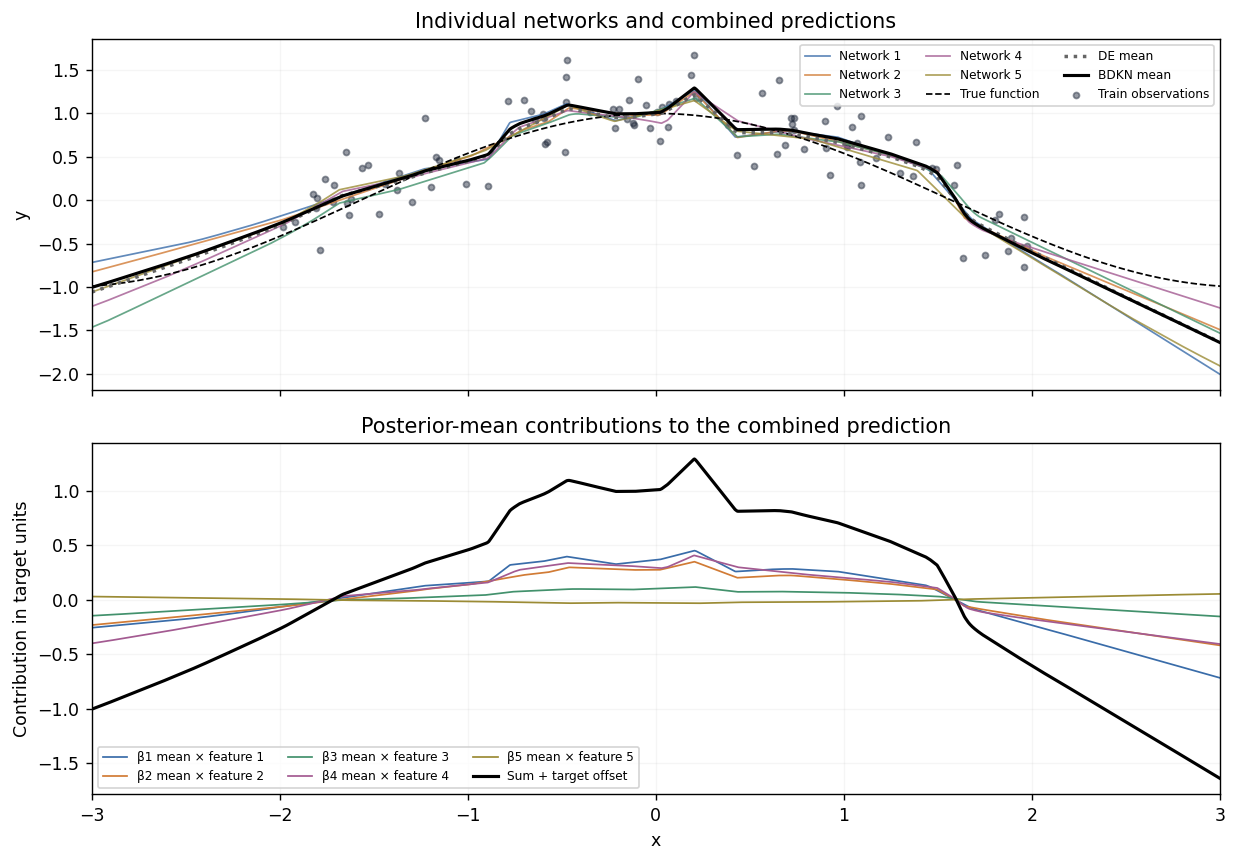 Individual networks and combined predictions
Network 1
Network 2
Network 3
Network 4
Network 5
True function
DE mean
BDKN mean
Train observations
y
1.5
1.0
0.5
0.0
−0.5
−1.0
−1.5
−2.0
Posterior-mean contributions to the combined prediction
Contribution in target units
1.0
0.5
0.0
−0.5
−1.0
−1.5
β1 mean × feature 1
β2 mean × feature 2
β3 mean × feature 3
β4 mean × feature 4
β5 mean × feature 5
Sum + target offset
−3 −2 −1 0 1 2 3
x